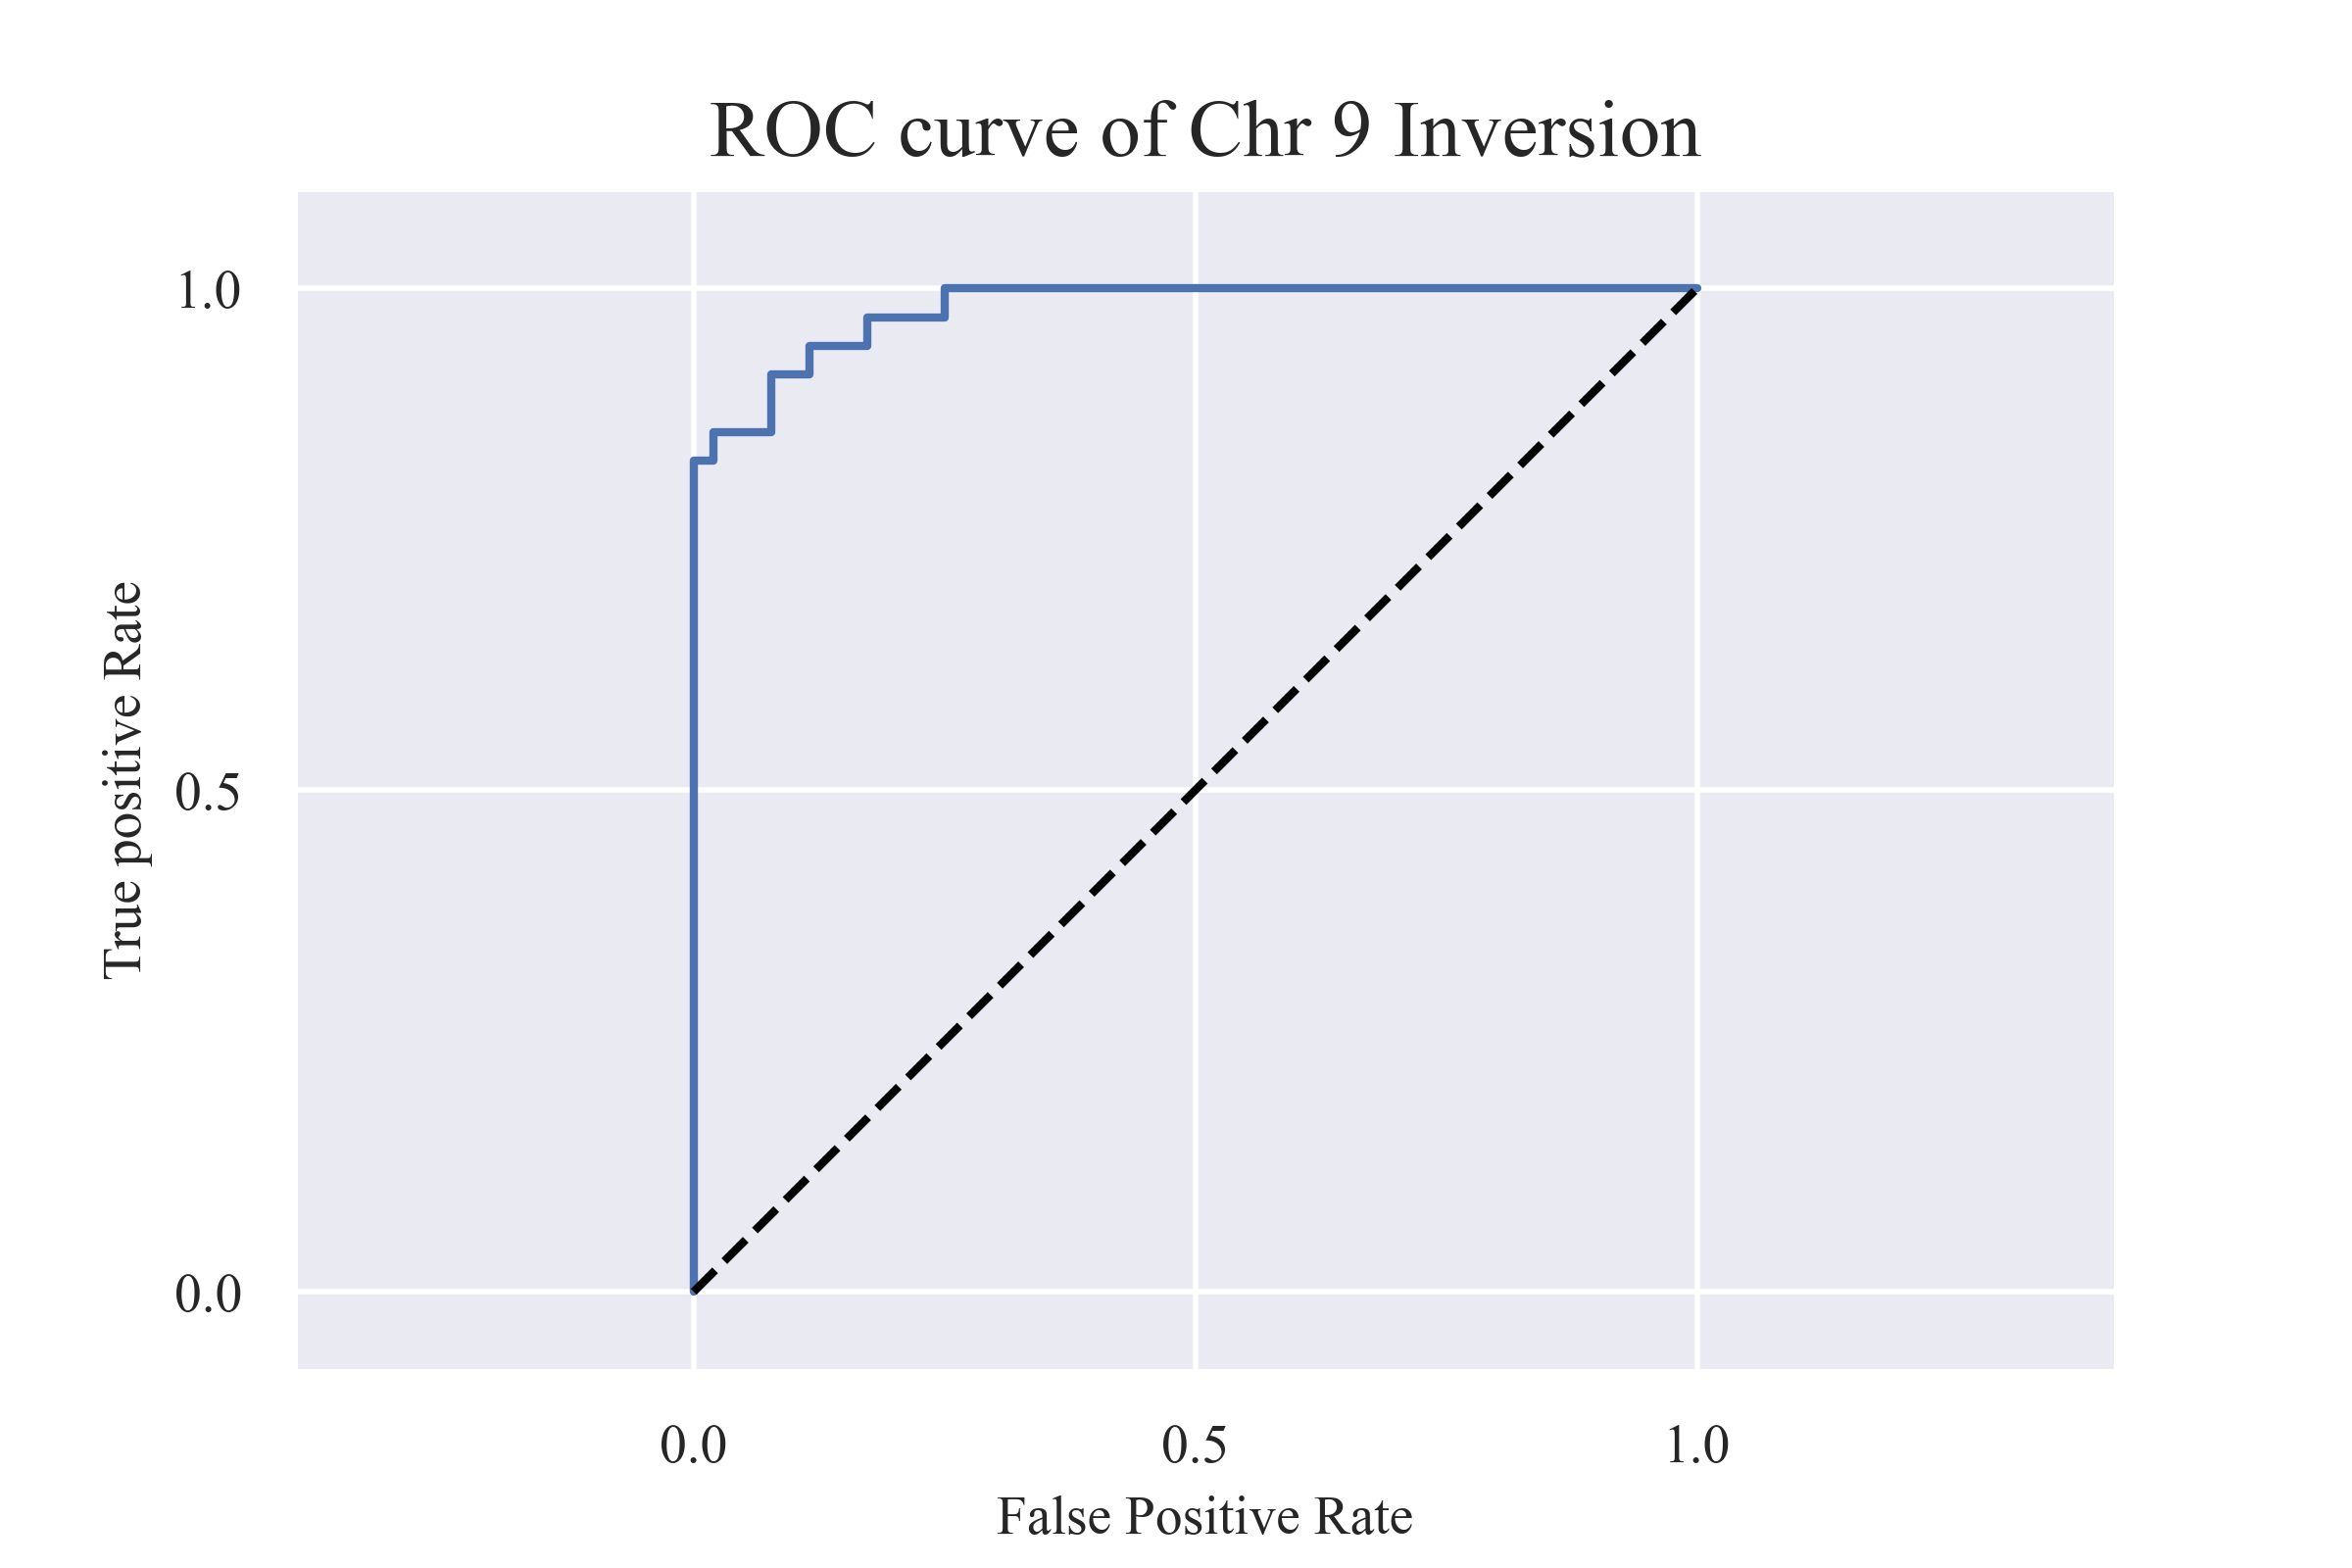 ROC curve of Chr 9 Inversion
1.0
0.5
0.0
True positive Rate
0.0 0.5 1.0
False Positive Rate